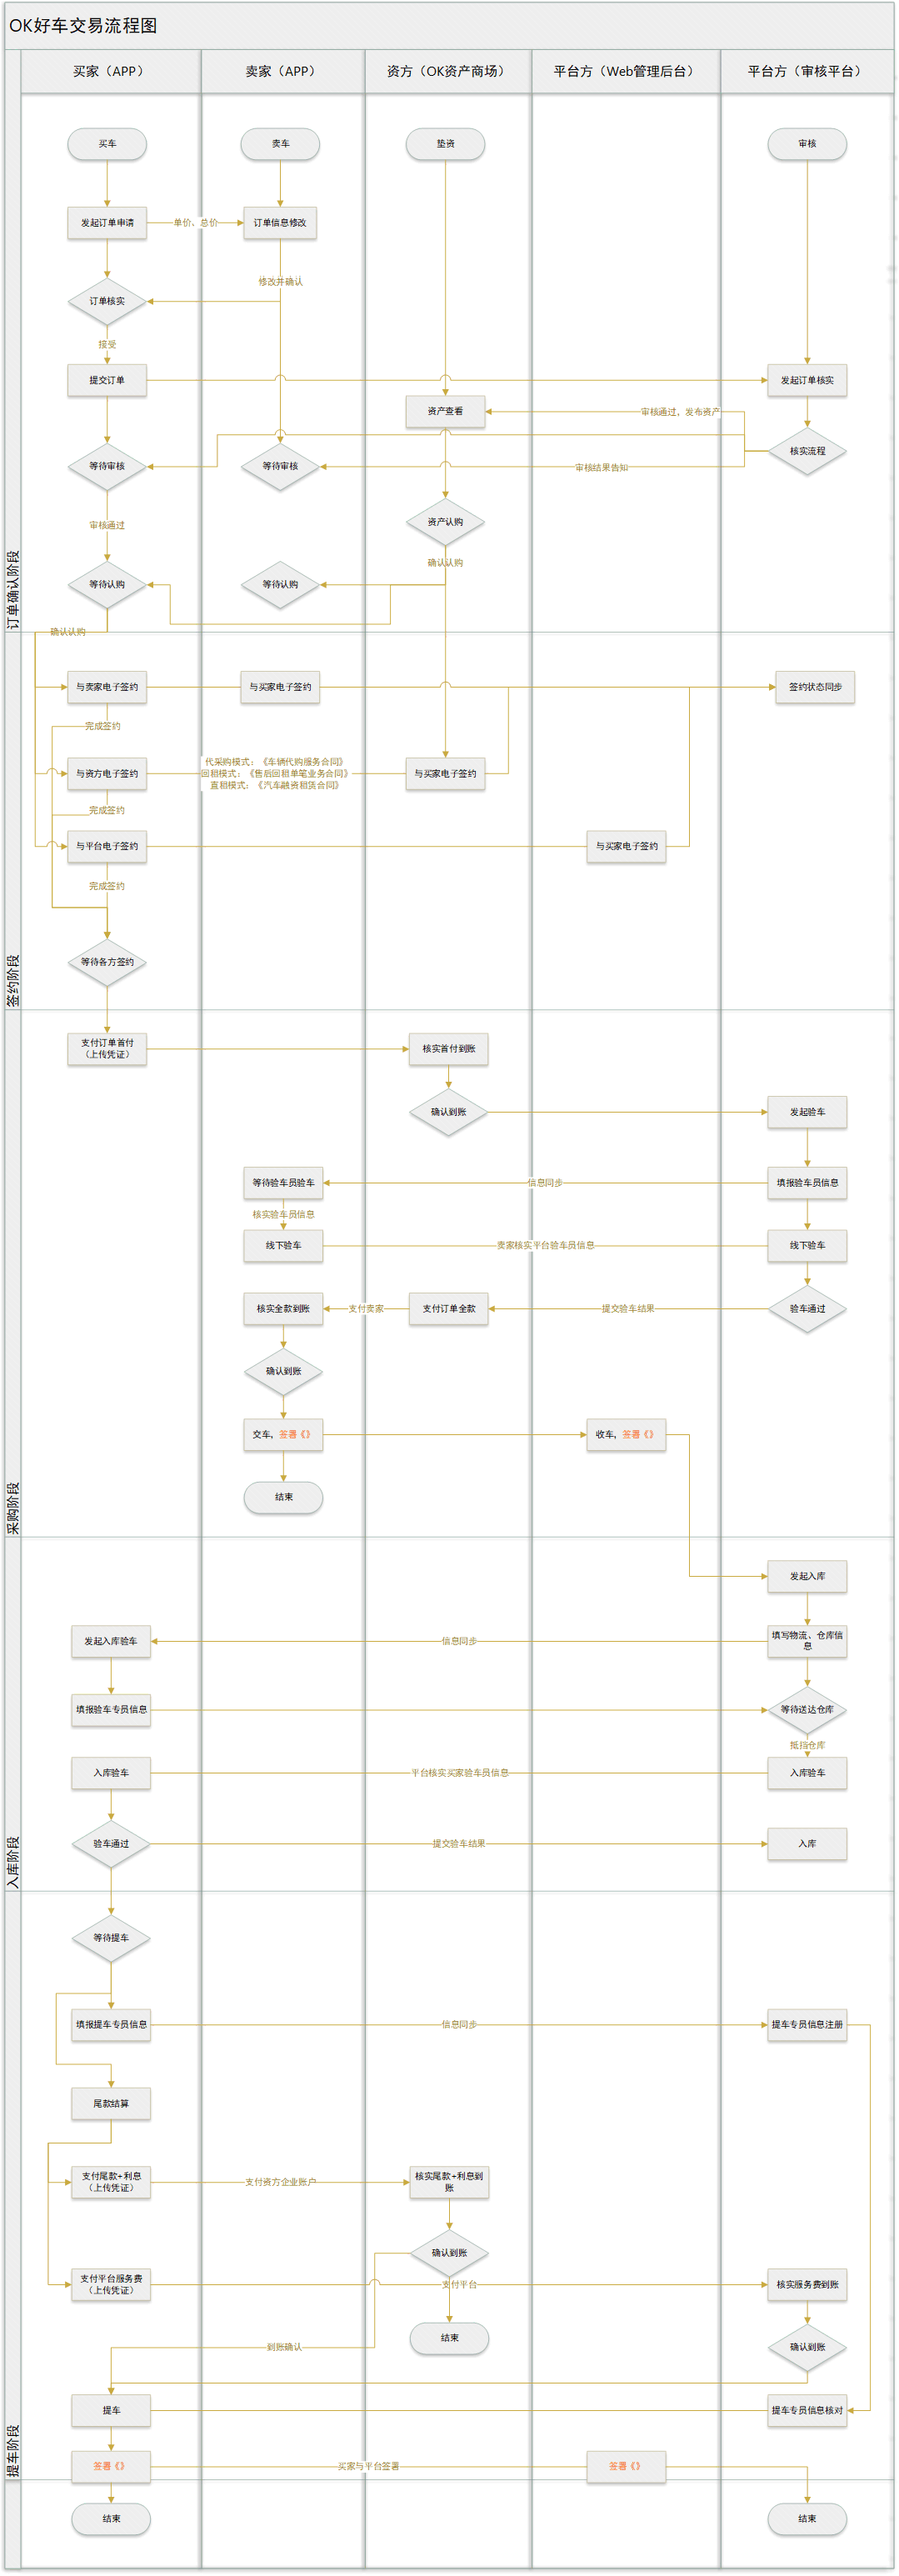 OK好车交易流程图
买家（APP）
卖家（APP）
资方（OK资产商场）
平台方（Web管理后台）
平台方（审核平台）
订单确认阶段
买车
卖车
垫资
审核
发起订单申请
单价、总价
订单信息修改
修改并确认
订单核实
接受
提交订单
发起订单核实
资产查看
审核通过，发布资产
核实流程
等待审核
等待审核
审核结果告知
审核通过
资产认购
确认认购
等待认购
等待认购
确认认购
签约阶段
与卖家电子签约
与买家电子签约
签约状态同步
完成签约
与资方电子签约
代采购模式：《车辆代购服务合同》
回租模式：《售后回租单笔业务合同》
直租模式：《汽车融资租赁合同》
与买家电子签约
完成签约
与平台电子签约
与买家电子签约
完成签约
等待各方签约
采购阶段
支付订单首付
（上传凭证）
核实首付到账
确认到账
发起验车
等待验车员验车
信息同步
填报验车员信息
核实验车员信息
线下验车
卖家核实平台验车员信息
线下验车
核实全款到账
支付卖家
支付订单全款
提交验车结果
验车通过
确认到账
交车，签署《》
收车，签署《》
结束
入库阶段
发起入库
发起入库验车
信息同步
填写物流、仓库信
息
填报验车专员信息
等待送达仓库
抵挡仓库
入库验车
平台核实买家验车员信息
入库验车
验车通过
提交验车结果
入库
提车阶段
等待提车
填报提车专员信息
信息同步
提车专员信息注册
尾款结算
支付尾款+利息
（上传凭证）
支付资方企业账户
核实尾款+利息到
账
确认到账
支付平台服务费
（上传凭证）
支付平台
核实服务费到账
结束
到账确认
确认到账
提车
提车专员信息核对
签署《》
买家与平台签署
签署《》
结束
结束